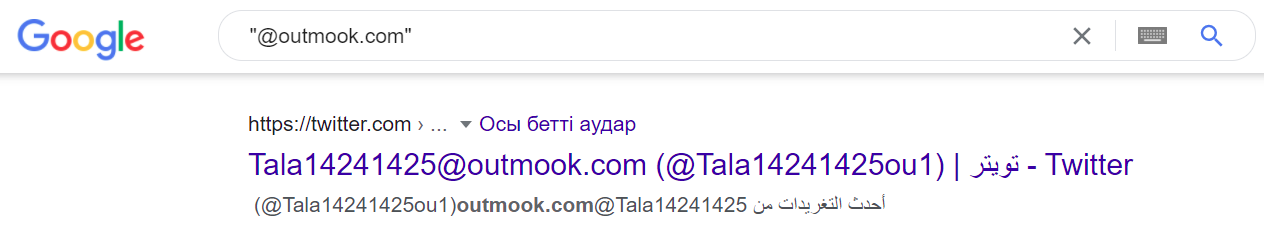 Google "@outmook.com"
https://twitter.com › ... Осы бетті аудар
Tala14241425@outmook.com (@Tala14241425ou1) | تويتر - Twitter
أحدث التغريدات من Tala14241425@outmook.com (@Tala14241425ou1)